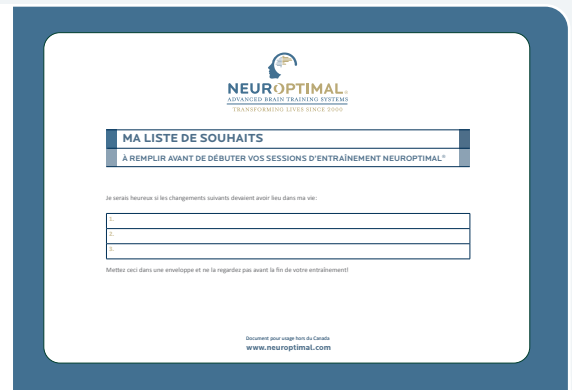 NEUROPTIMAL®
ADVANCED BRAIN TRAINING SYSTEMS
TRANSFORMING LIVES SINCE 2000
MA LISTE DE SOUHAITS
À REMPLIR AVANT DE DÉBUTER VOS SESSIONS D'ENTRAÎNEMENT NEUROPTIMAL®
Je serais heureux si les changements suivants devaient avoir lieu dans ma vie:
1.
2.
3.
Mettez ceci dans une enveloppe et ne la regardez pas avant la fin de votre entraînement!
Document pour usage hors du Canada
www.neuroptimal.com